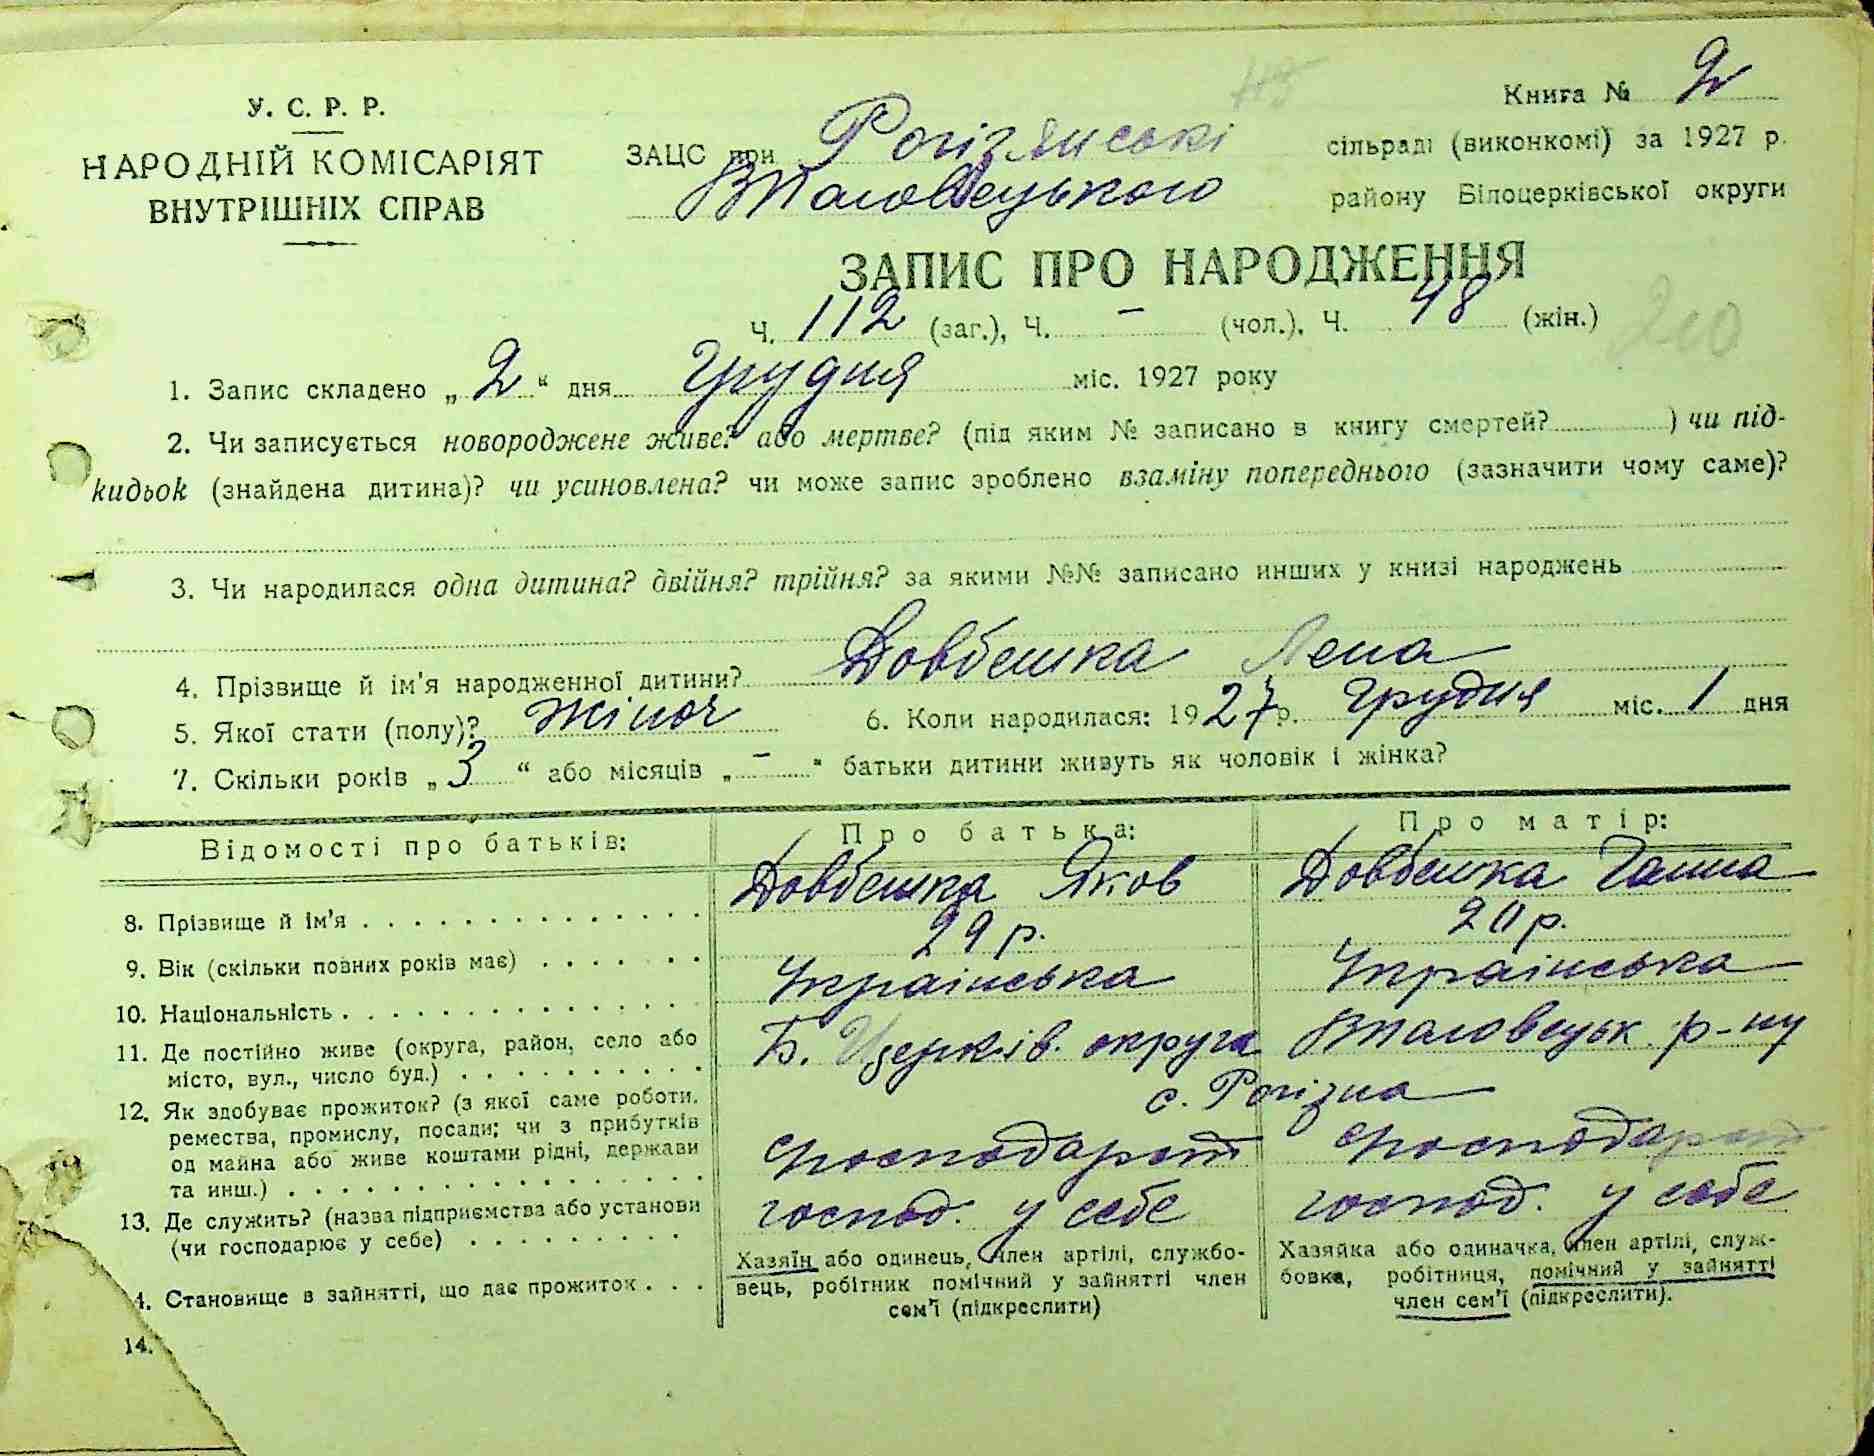 Книга № 2
У. С. Р. Р.
НАРОДНІЙ КОМІСАРІЯТ
ВНУТРІШНІХ СПРАВ
ЗАЦС при Рогізянські сільраді (виконкомі) за 1927 р.
району Білоцерківської округи
ЗАПИС ПРО НАРОДЖЕННЯ
Ч. 112 (заг.), Ч. – (чол.), Ч. 48 (жін.)
1. Запис складено „ 2 “ дня Грудня міс. 1927 року
2. Чи записується новороджене живе? або мертве? (під яким № записано в книгу смертей? ) чи під-
кидьок (знайдена дитина)? чи усиновлена? чи може запис зроблено взаміну попереднього (зазначити чому саме)?
3. Чи народилася одна дитина? двійня? трійня? за якими №№ записано инших у книзі народжень
4. Прізвище й ім'я народженної дитини? Довбешка Лена
5. Якої стати (полу)? жіноч 6. Коли народилася: 1927 р. Грудня міс. 1 дня
7. Скільки років „ 3 “ або місяців „ – “ батьки дитини живуть як чоловік і жінка?
Відомості про батьків: Про батька: Про матір:
8. Прізвище й ім'я Довбешка Яков Довбешка Ганна
9. Вік (скільки повних років має) 29 р. 20 р.
10. Національність Українська Українська
11. Де постійно живе (округа, район, село або Б. Церків. округа р-ну
місто, вул., число буд.) с. Рогізна
12. Як здобуває прожиток? (з якої саме роботи,
ремества, промислу, посади; чи з прибутків
од майна або живе коштами рідні, держави
та инш.)
13. Де служить? (назва підприємства або установи господ. у себе господ. у себе
(чи господарює у себе)
4. Становище в зайнятті, що дає прожиток
Хазяїн або одинець, член артілі, службо-
вець, робітник помічний у зайнятті член
сем'ї (підкреслити)
Хазяйка або одиначка, член артілі, служ-
бовка, робітниця, помічний у зайнятті
член сем'ї (підкреслити).
14.